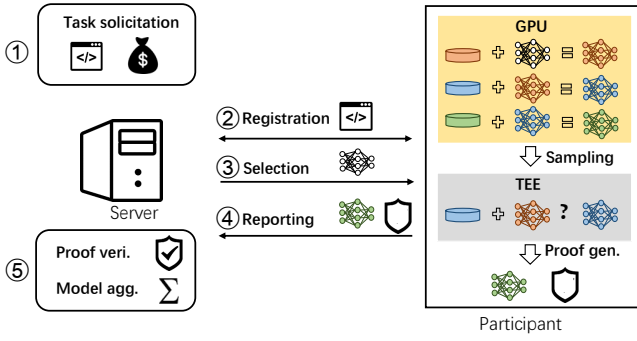 ① Task solicitation
</>
$
② Registration
</>
③ Selection
Server
④ Reporting
⑤ Proof veri.
Model agg. Σ
GPU
+ =
+ =
+ =
Sampling
TEE
+ ?
Proof gen.
Participant